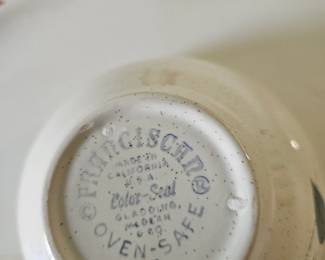 © FRANCISCAN ®
MADE IN
CALIFORNIA
U.S.A.
Color-Seal
GLADDING,
McBEAN
& CO.
OVEN-SAFE